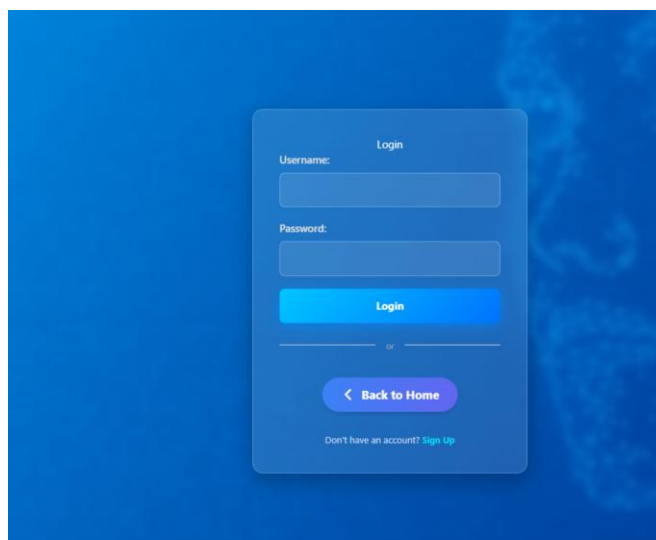 Login
Username:
Password:
Login
or
Back to Home
Don't have an account? Sign Up